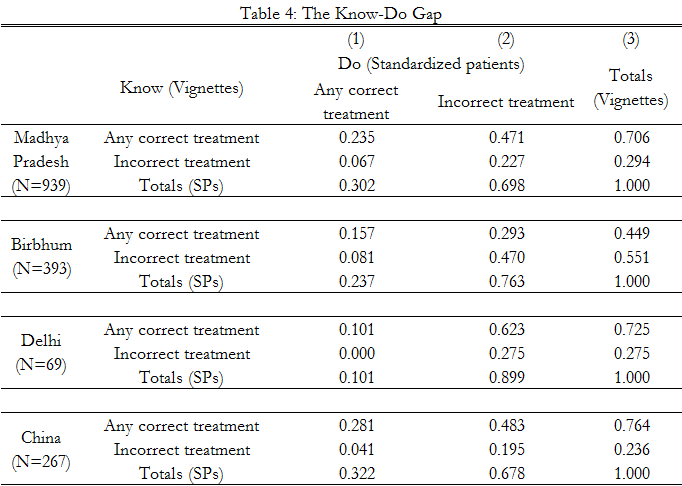 Table 4: The Know-Do Gap
(1) (2) (3)
Know (Vignettes) Do (Standardized patients) Totals (Vignettes)
Any correct treatment Incorrect treatment
Madhya Pradesh (N=939)
Any correct treatment 0.235 0.471 0.706
Incorrect treatment 0.067 0.227 0.294
Totals (SPs) 0.302 0.698 1.000
Birbhum (N=393)
Any correct treatment 0.157 0.293 0.449
Incorrect treatment 0.081 0.470 0.551
Totals (SPs) 0.237 0.763 1.000
Delhi (N=69)
Any correct treatment 0.101 0.623 0.725
Incorrect treatment 0.000 0.275 0.275
Totals (SPs) 0.101 0.899 1.000
China (N=267)
Any correct treatment 0.281 0.483 0.764
Incorrect treatment 0.041 0.195 0.236
Totals (SPs) 0.322 0.678 1.000